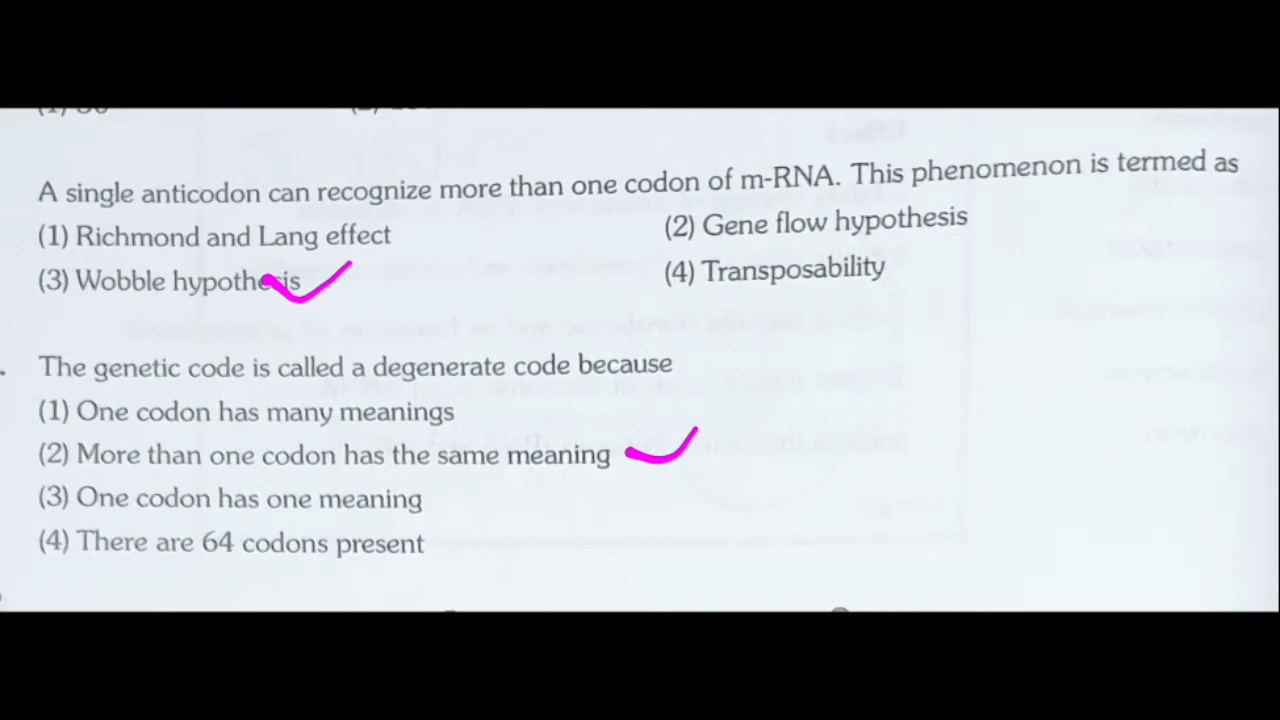 A single anticodon can recognize more than one codon of m-RNA. This phenomenon is termed as
(1) Richmond and Lang effect (2) Gene flow hypothesis
(3) Wobble hypothesis (4) Transposability
The genetic code is called a degenerate code because
(1) One codon has many meanings
(2) More than one codon has the same meaning
(3) One codon has one meaning
(4) There are 64 codons present